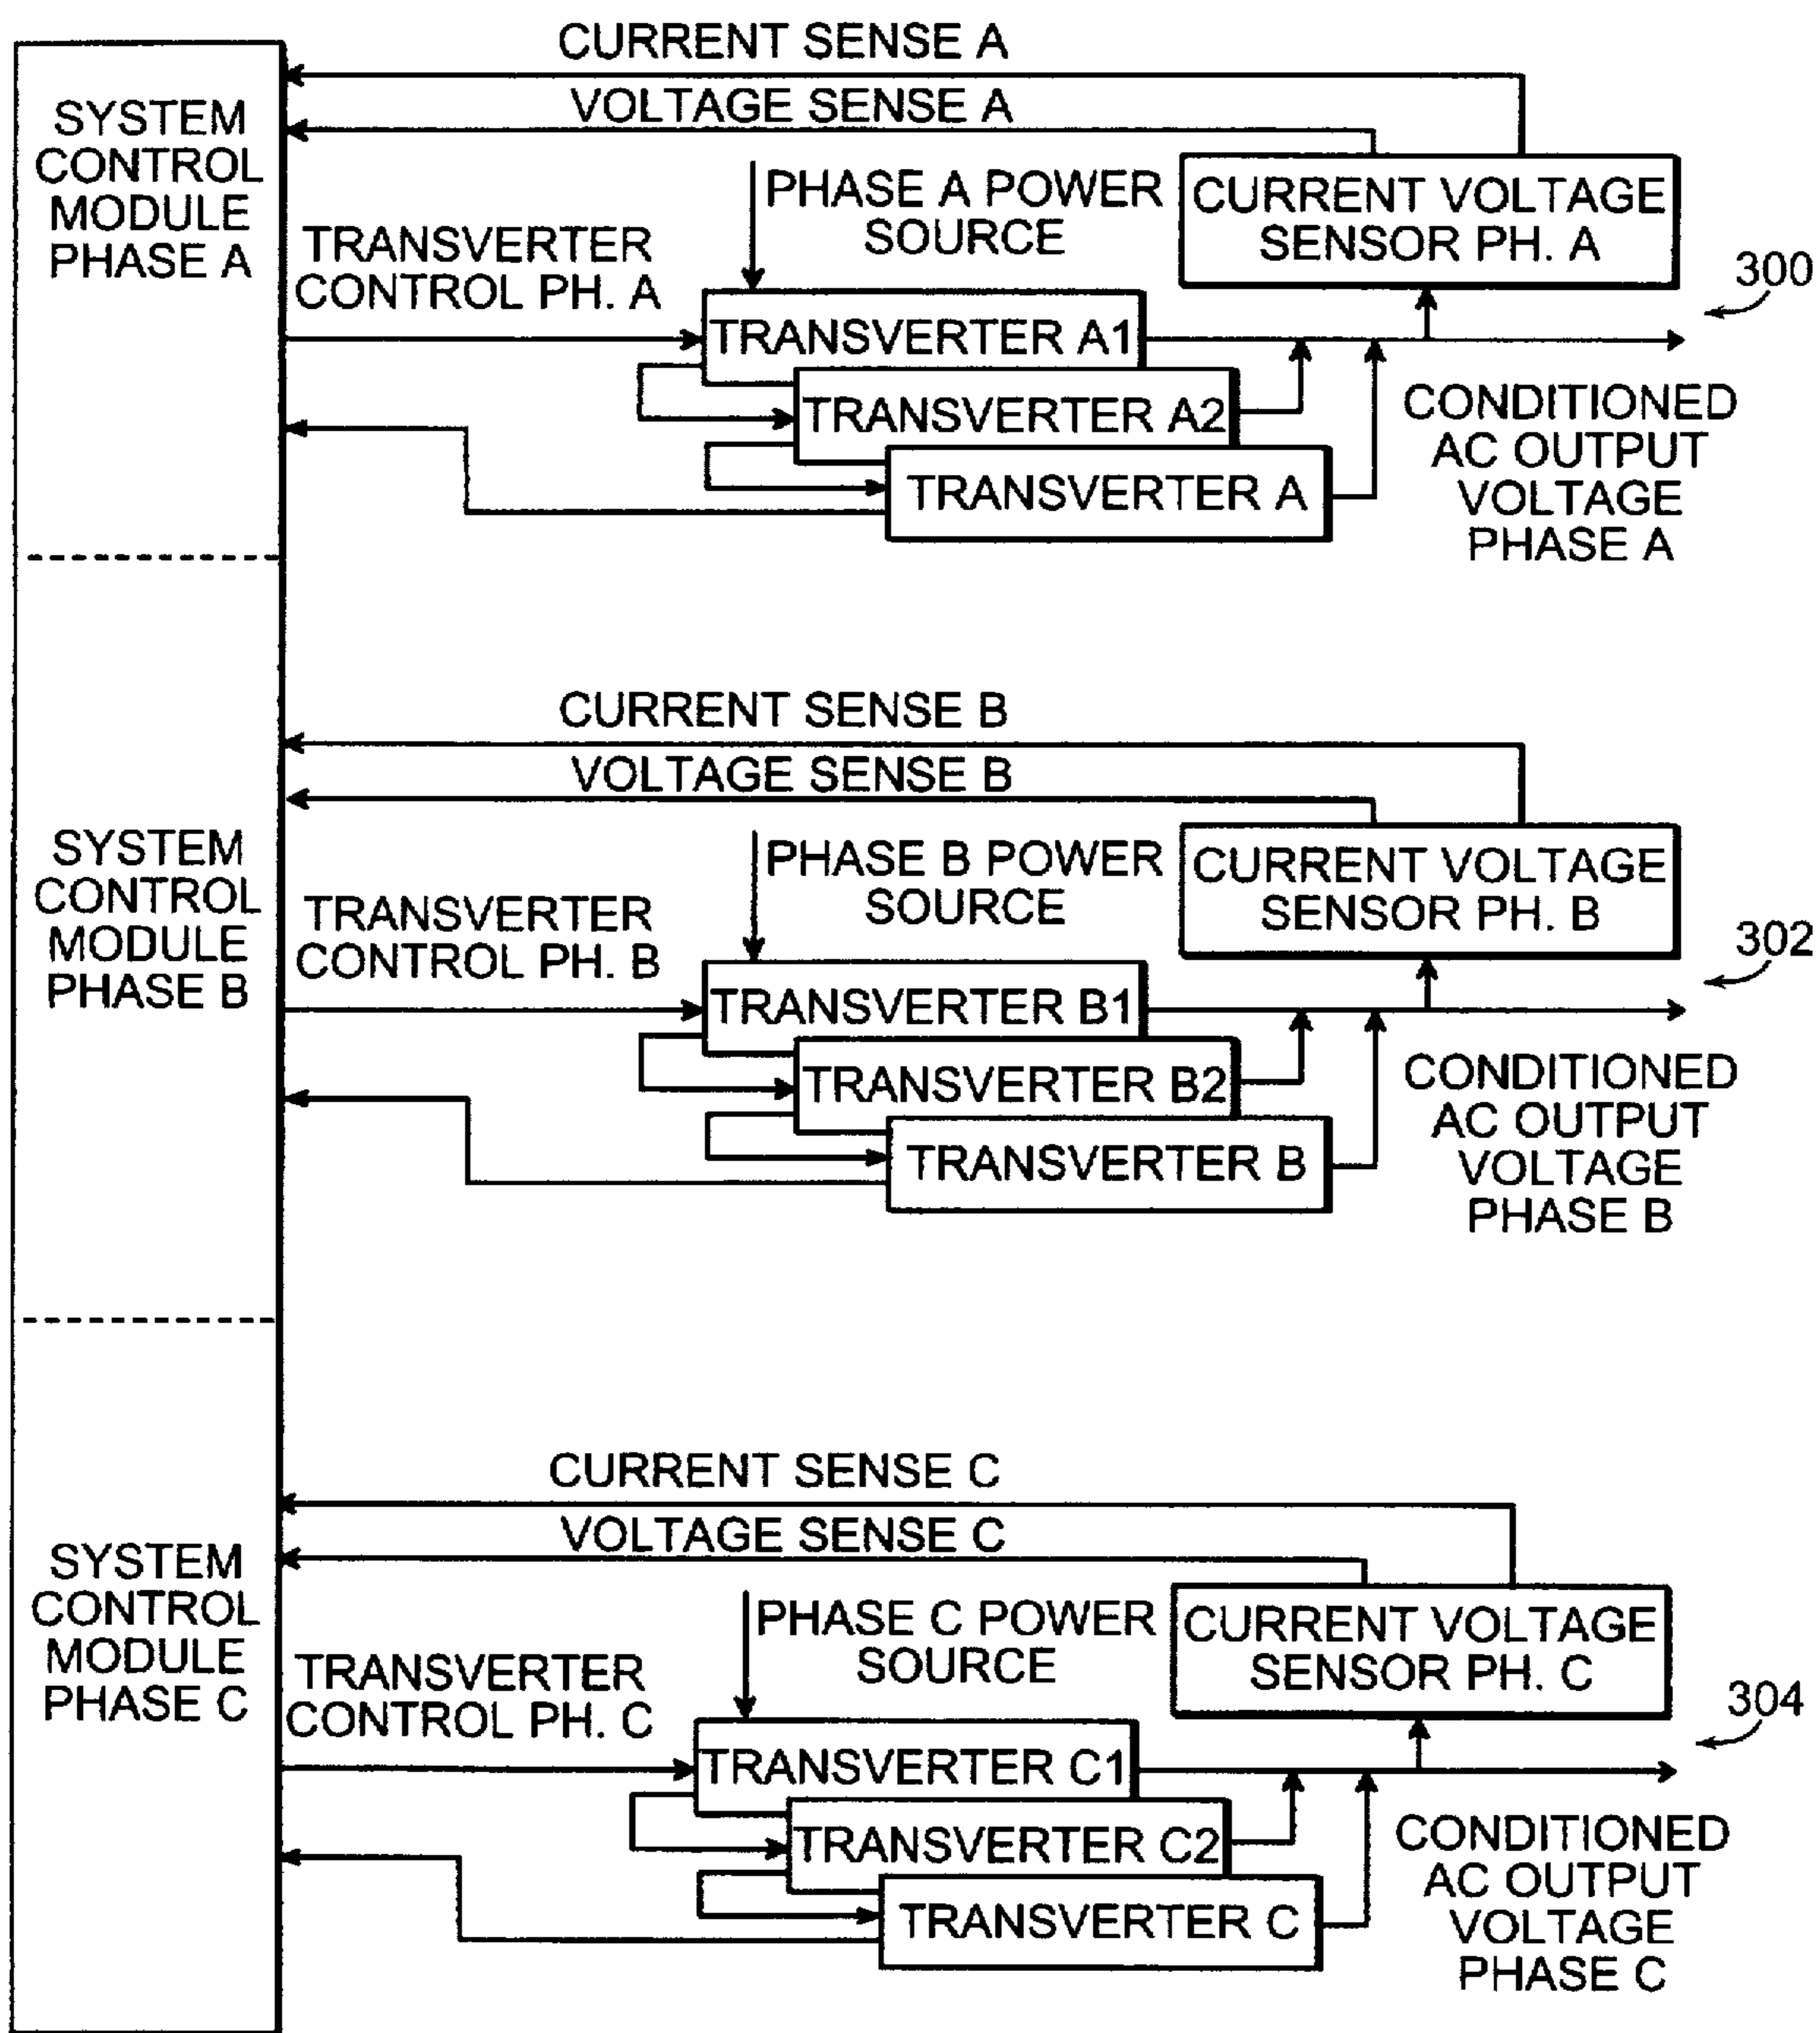 CURRENT SENSE A
VOLTAGE SENSE A
SYSTEM
CONTROL
MODULE
PHASE A
PHASE A POWER
SOURCE
CURRENT VOLTAGE
SENSOR PH. A
TRANSVERTER
CONTROL PH. A
300
TRANSVERTER A1
TRANSVERTER A2
TRANSVERTER A
CONDITIONED
AC OUTPUT
VOLTAGE
PHASE A
CURRENT SENSE B
VOLTAGE SENSE B
SYSTEM
CONTROL
MODULE
PHASE B
PHASE B POWER
SOURCE
CURRENT VOLTAGE
SENSOR PH. B
TRANSVERTER
CONTROL PH. B
302
TRANSVERTER B1
TRANSVERTER B2
TRANSVERTER B
CONDITIONED
AC OUTPUT
VOLTAGE
PHASE B
CURRENT SENSE C
VOLTAGE SENSE C
SYSTEM
CONTROL
MODULE
PHASE C
PHASE C POWER
SOURCE
CURRENT VOLTAGE
SENSOR PH. C
TRANSVERTER
CONTROL PH. C
304
TRANSVERTER C1
TRANSVERTER C2
TRANSVERTER C
CONDITIONED
AC OUTPUT
VOLTAGE
PHASE C